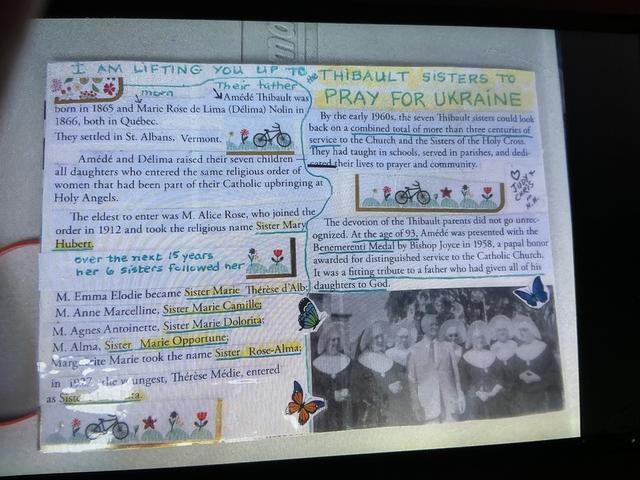 I AM LIFTING YOU UP TO the THIBAULT SISTERS TO
PRAY FOR UKRAINE
mom
Their father
Amédé Thibault was
born in 1865 and Marie Rose de Lima (Délima) Nolin in
1866, both in Québec.
They settled in St. Albans, Vermont.
Amédé and Délima raised their seven children –
all daughters who entered the same religious order of
women that had been part of their Catholic upbringing at
Holy Angels.
The eldest to enter was M. Alice Rose, who joined the
order in 1912 and took the religious name Sister Mary
Hubert.
over the next 15 years
her 6 sisters followed her
M. Emma Elodie became Sister Marie Thérèse d'Alb
M. Anne Marcelline, Sister Marie Camille;
M. Agnes Antoinette, Sister Marie Dolorita;
M. Alma, Sister Marie Opportune;
Marguerite Marie took the name Sister Rose-Alma;
in the youngest, Thérèse Médie, entered
as
By the early 1960s, the seven Thibault sisters could look
back on a combined total of more than three centuries of
service to the Church and the Sisters of the Holy Cross.
They had taught in schools, served in parishes, and dedi-
cated their lives to prayer and community.
Judy
Chris
The devotion of the Thibault parents did not go unrec-
ognized. At the age of 93, Amédé was presented with the
Benemerenti Medal by Bishop Joyce in 1958, a papal honor
awarded for distinguished service to the Catholic Church.
It was a fitting tribute to a father who had given all of his
daughters to God.